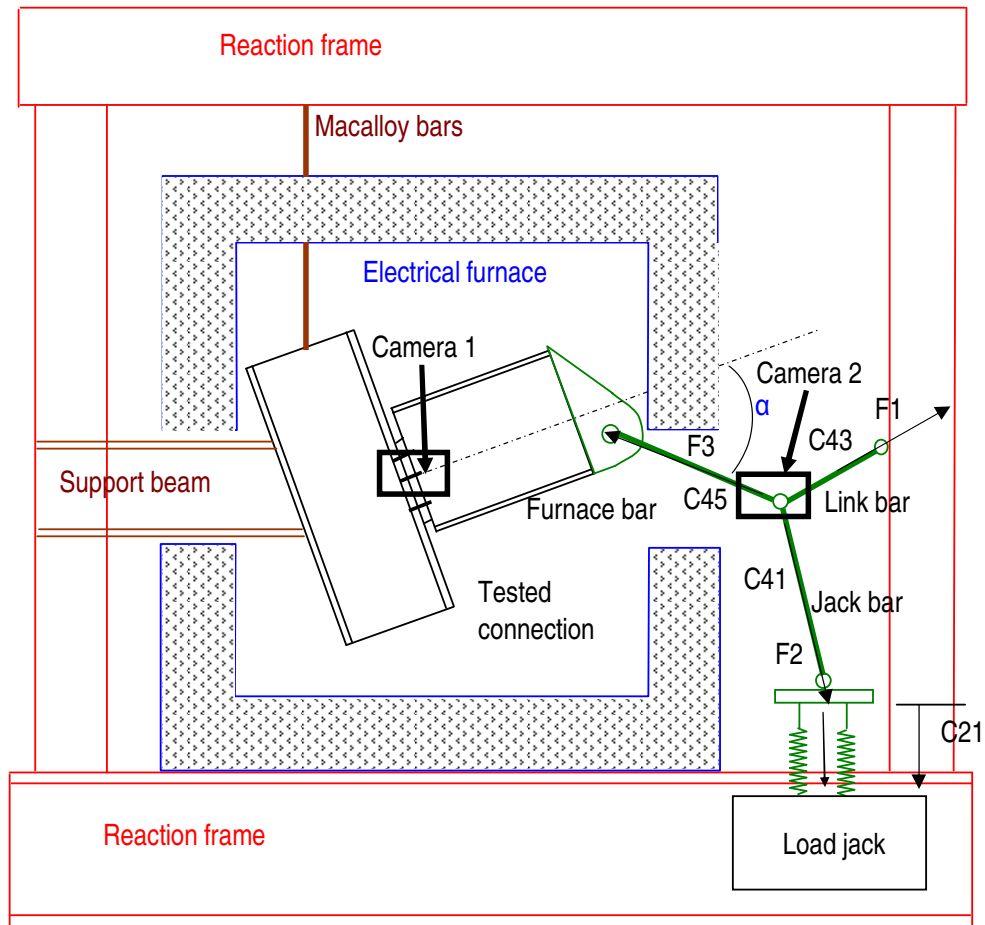 Reaction frame
Macalloy bars
Electrical furnace
Camera 1
Camera 2
α
F1
C43
F3
Support beam
C45
Furnace bar
Link bar
C41
Tested
connection
Jack bar
F2
C21
Reaction frame
Load jack